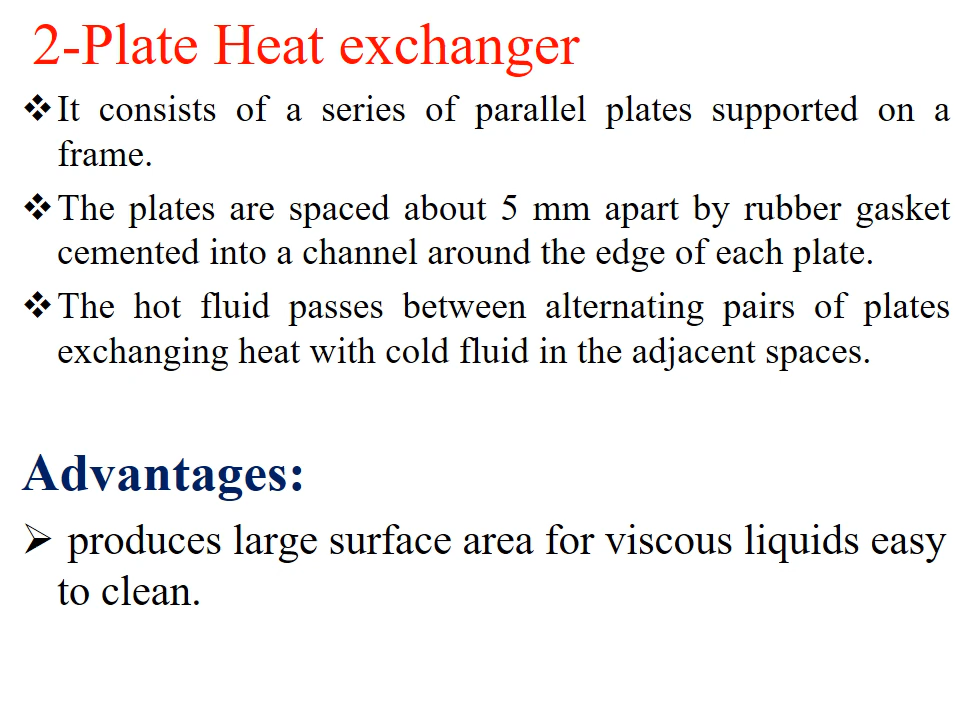 2-Plate Heat exchanger
❖It consists of a series of parallel plates supported on a
frame.
❖The plates are spaced about 5 mm apart by rubber gasket
cemented into a channel around the edge of each plate.
❖The hot fluid passes between alternating pairs of plates
exchanging heat with cold fluid in the adjacent spaces.
Advantages:
➢ produces large surface area for viscous liquids easy
to clean.